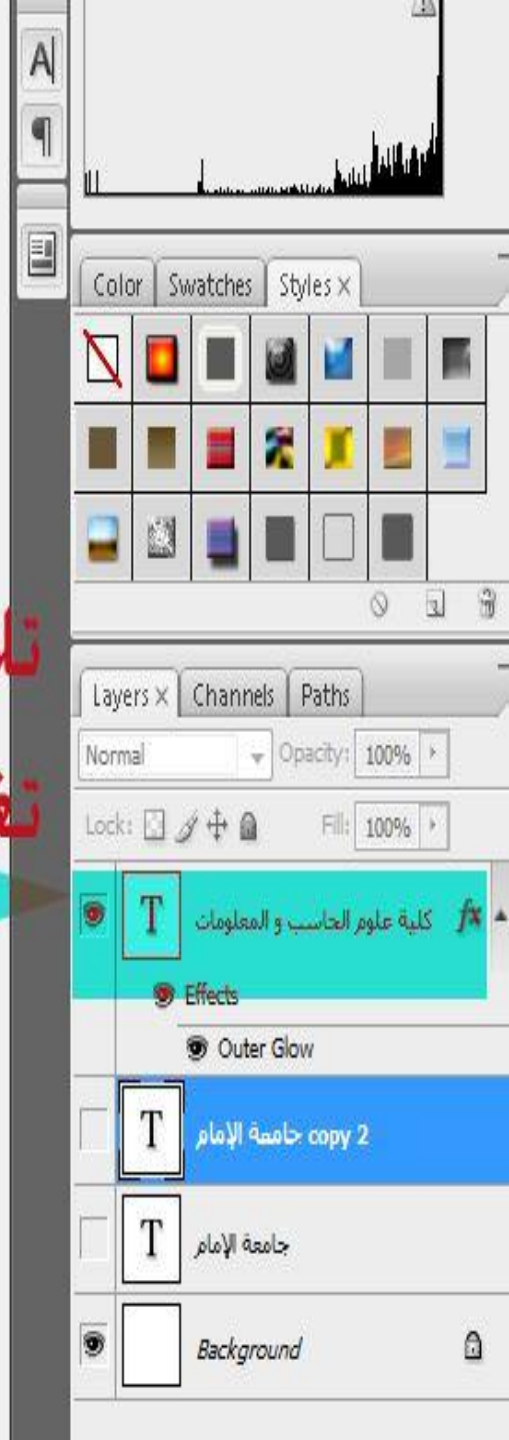 A
¶
Color Swatches Styles ×
Layers × Channels Paths
Normal Opacity: 100%
Lock: Fill: 100%
T كلية علوم الحاسب و المعلومات fx
Effects
Outer Glow
T جامعة الإمام copy 2
T جامعة الإمام
Background